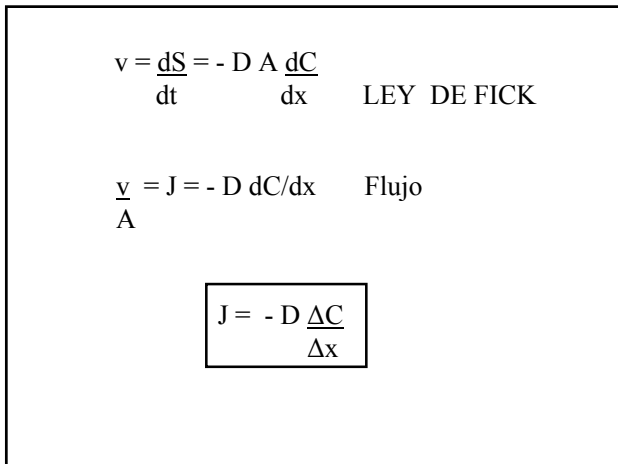 v = dS = - D A dC
dt dx LEY DE FICK
v = J = - D dC/dx Flujo
A
J = - D ΔC
Δx